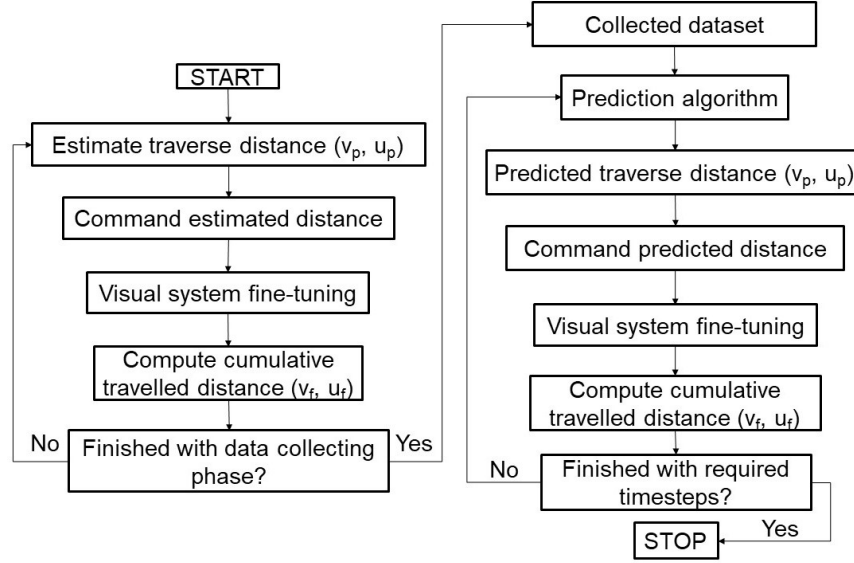 START
Estimate traverse distance (vp, up)
Command estimated distance
Visual system fine-tuning
Compute cumulative
travelled distance (vf, uf)
No
Finished with data collecting
phase?
Yes
Collected dataset
Prediction algorithm
Predicted traverse distance (vp, up)
Command predicted distance
Visual system fine-tuning
Compute cumulative
travelled distance (vf, uf)
No
Finished with required
timesteps?
Yes
STOP